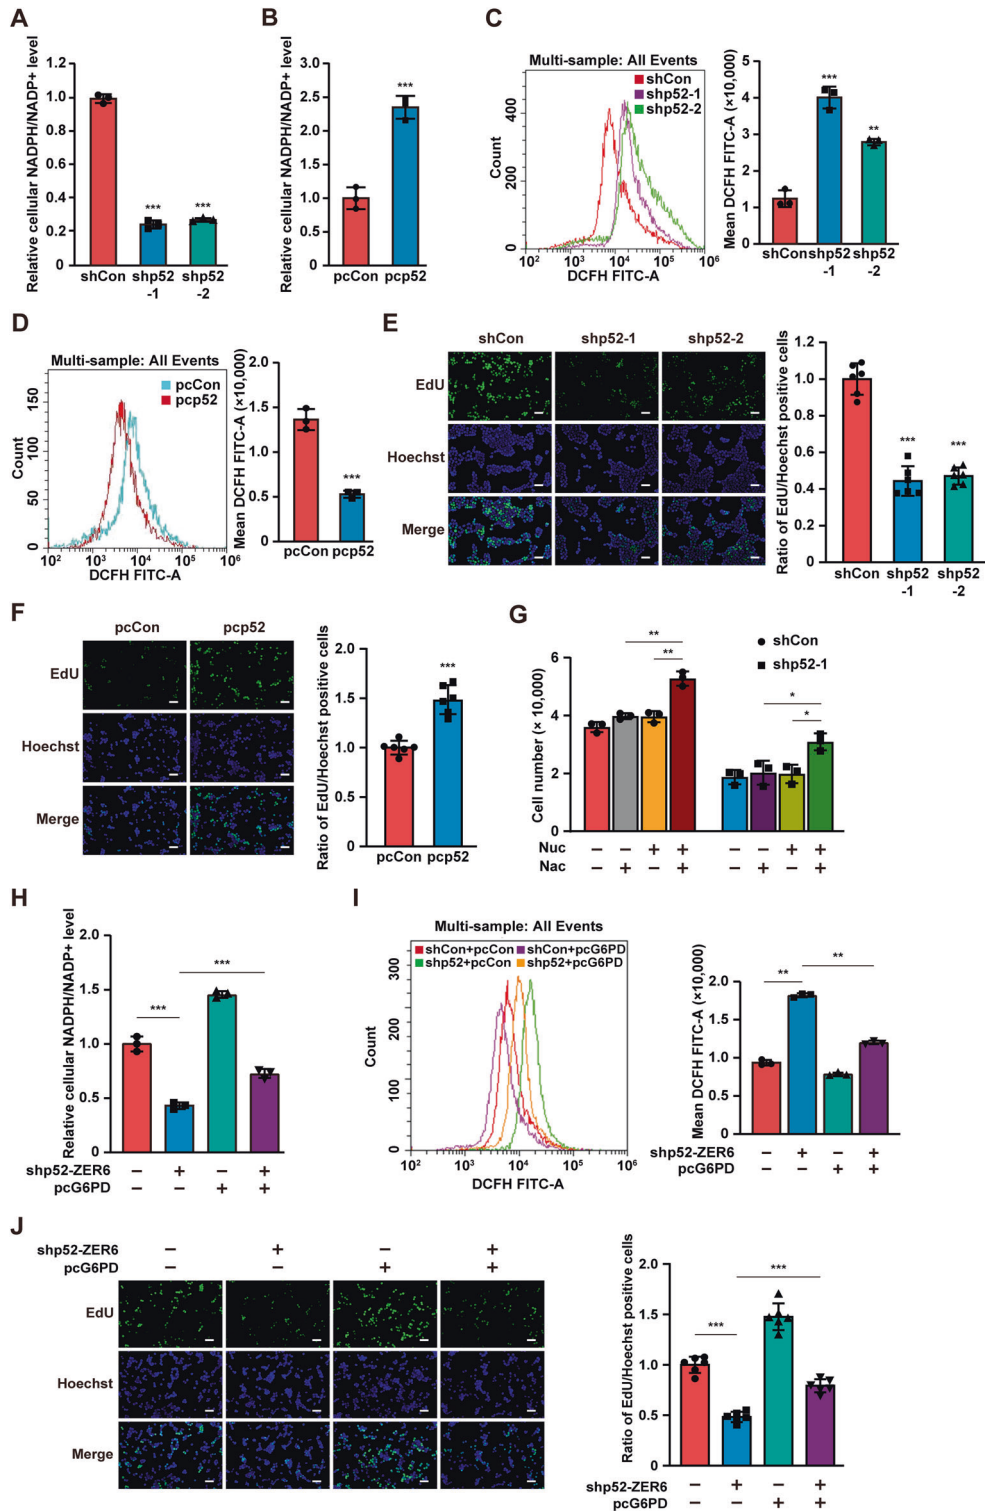 A
Relative cellular NADPH/NADP+ level
1.2
1.0
0.8
0.6
0.4
0.2
0
***
***
shCon
shp52
-1
shp52
-2
B
Relative cellular NADPH/NADP+ level
3.0
2.5
2.0
1.5
1.0
0.5
0
***
pcCon
pcp52
C
Multi-sample: All Events
shCon
shp52-1
shp52-2
Count
400
200
0
10² 10³ 10⁴ 10⁵ 10⁶
DCFH FITC-A
Mean DCFH FITC-A (×10,000)
5
4
3
2
1
0
***
**
shCon
shp52
-1
shp52
-2
D
Multi-sample: All Events
pcCon
pcp52
Count
150
100
50
0
10² 10³ 10⁴ 10⁵ 10⁶
DCFH FITC-A
Mean DCFH FITC-A (×10,000)
2.0
1.5
1.0
0.5
0
***
pcCon pcp52
E
shCon shp52-1 shp52-2
EdU
Hoechst
Merge
Ratio of EdU/Hoechst positive cells
1.2
1.0
0.8
0.6
0.4
0.2
0
***
***
shCon
shp52
-1
shp52
-2
F
pcCon pcp52
EdU
Hoechst
Merge
Ratio of EdU/Hoechst positive cells
2.0
1.5
1.0
0.5
0
***
pcCon pcp52
G
shCon
shp52-1
Cell number (× 10,000)
6
4
2
0
**
**
*
*
Nuc − − + + − − + +
Nac − + − + − + − +
H
Relative cellular NADPH/NADP+ level
2.0
1.5
1.0
0.5
0
***
***
shp52-ZER6 − + − +
pcG6PD − − + +
I
Multi-sample: All Events
shCon+pcCon shCon+pcG6PD
shp52+pcCon shp52+pcG6PD
Count
300
200
100
0
10² 10³ 10⁴ 10⁵ 10⁶
DCFH FITC-A
Mean DCFH FITC-A (×10,000)
2.0
1.5
1.0
0.5
0
**
**
shp52-ZER6 − + − +
pcG6PD − − + +
J
shp52-ZER6 − + − +
pcG6PD − − + +
EdU
Hoechst
Merge
Ratio of EdU/Hoechst positive cells
2.0
1.5
1.0
0.5
0
***
***
shp52-ZER6 − + − +
pcG6PD − − + +